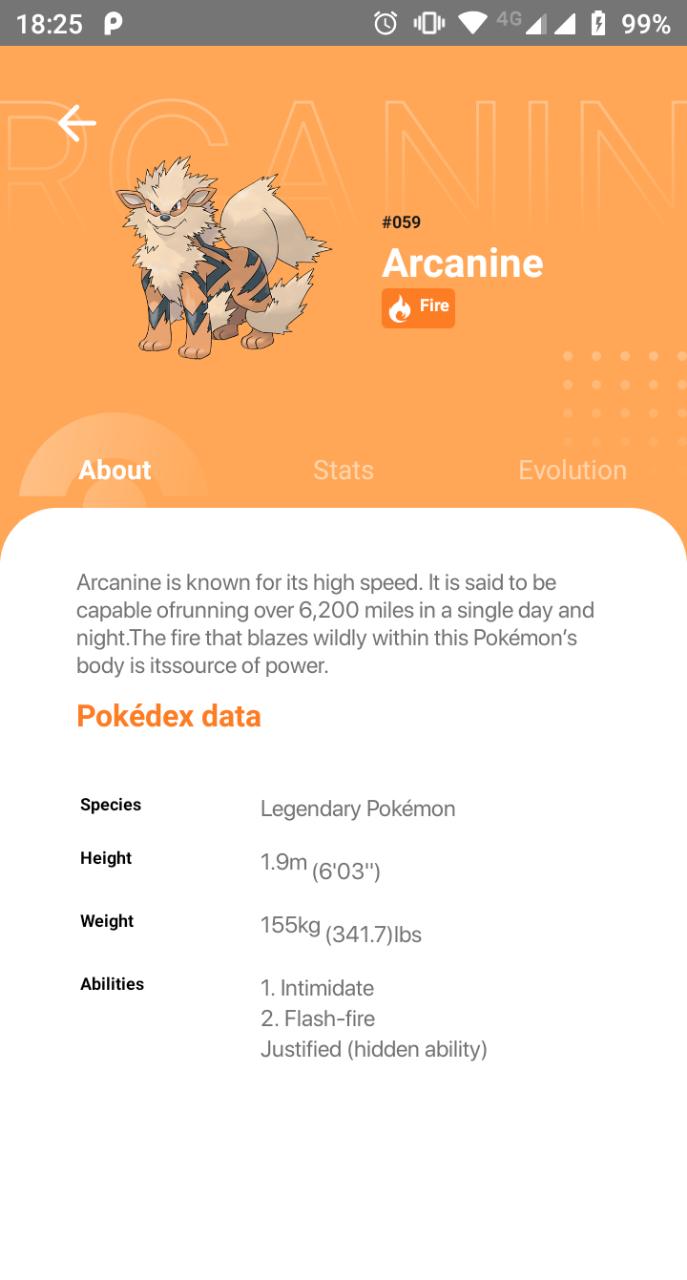 18:25
4G
99%
RCANIN
#059
Arcanine
Fire
About
Stats
Evolution
Arcanine is known for its high speed. It is said to be
capable ofrunning over 6,200 miles in a single day and
night.The fire that blazes wildly within this Pokémon’s
body is itssource of power.
Pokédex data
Species
Legendary Pokémon
Height
1.9m (6'03'')
Weight
155kg (341.7)lbs
Abilities
1. Intimidate
2. Flash-fire
Justified (hidden ability)